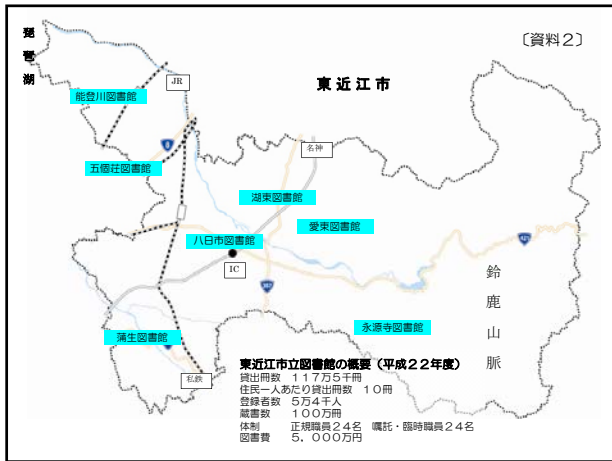 〔資料２〕
琵琶湖
東近江市
JR
能登川図書館
8
名神
五個荘図書館
湖東図書館
愛東図書館
八日市図書館
421
IC
鈴鹿山脈
307
永源寺図書館
蒲生図書館
私鉄
東近江市立図書館の概要（平成２２年度）
貸出冊数　１１７万５千冊
住民一人あたり貸出冊数　１０冊
登録者数　５万４千人
蔵書数　１００万冊
体制　　正規職員２４名　嘱託・臨時職員２４名
図書費　５，０００万円